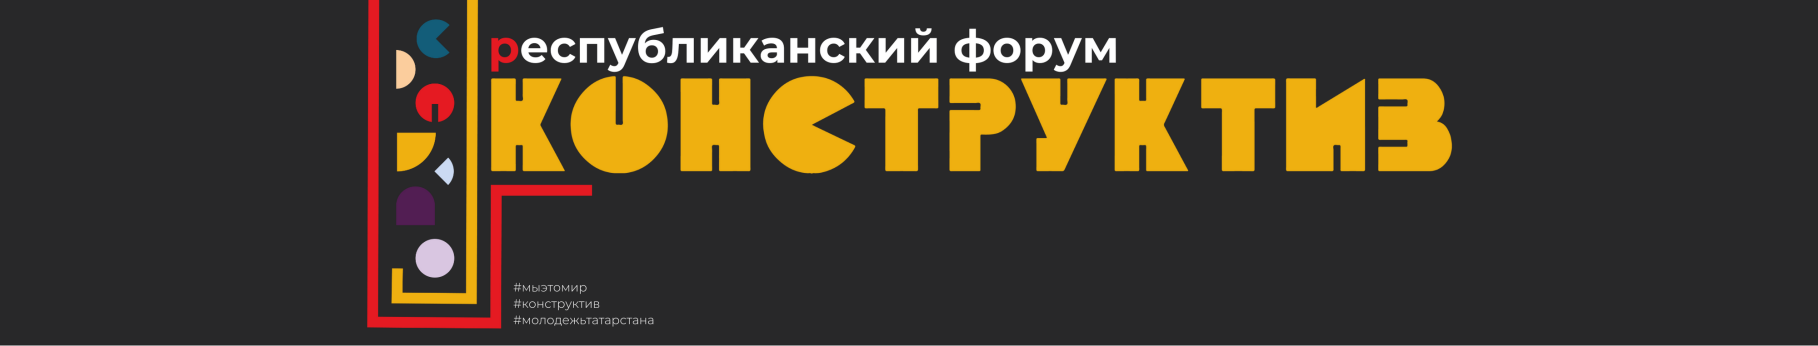 республиканский форум
КОНСТРУКТИВ
#мыэтомир
#конструктив
#молодежьтатарстана